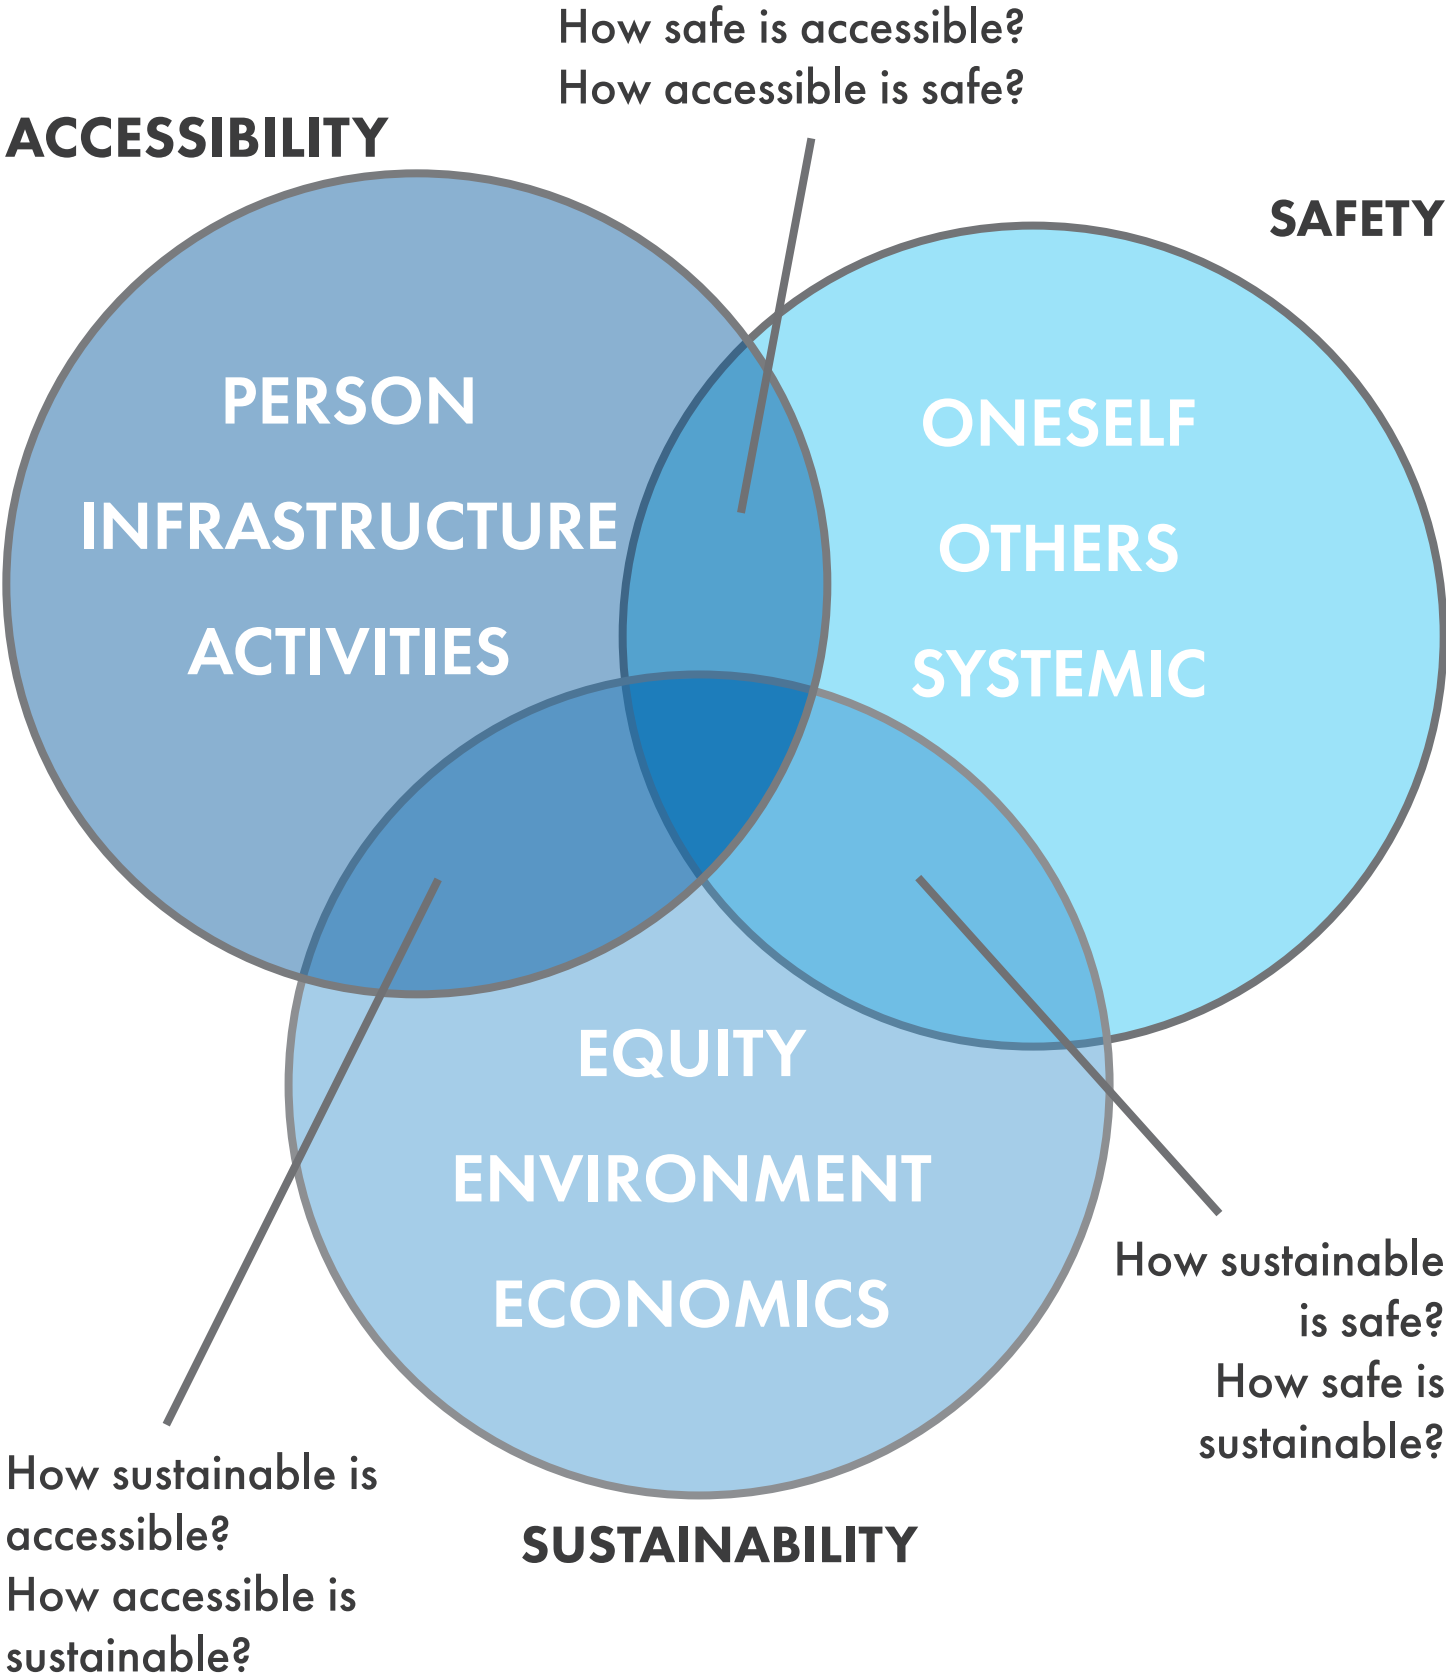 How safe is accessible?
How accessible is safe?
ACCESSIBILITY
SAFETY
PERSON
INFRASTRUCTURE
ACTIVITIES
ONESELF
OTHERS
SYSTEMIC
EQUITY
ENVIRONMENT
ECONOMICS
How sustainable
is safe?
How safe is
sustainable?
How sustainable is
accessible?
How accessible is
sustainable?
SUSTAINABILITY